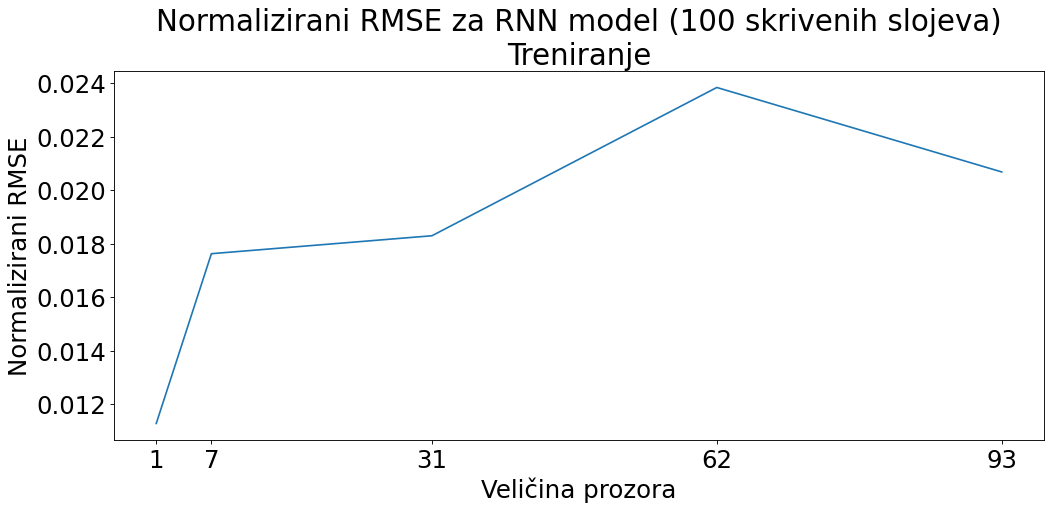 Normalizirani RMSE za RNN model (100 skrivenih slojeva)
Treniranje
Normalizirani RMSE
0.024
0.022
0.020
0.018
0.016
0.014
0.012
1 7 31 62 93
Veličina prozora